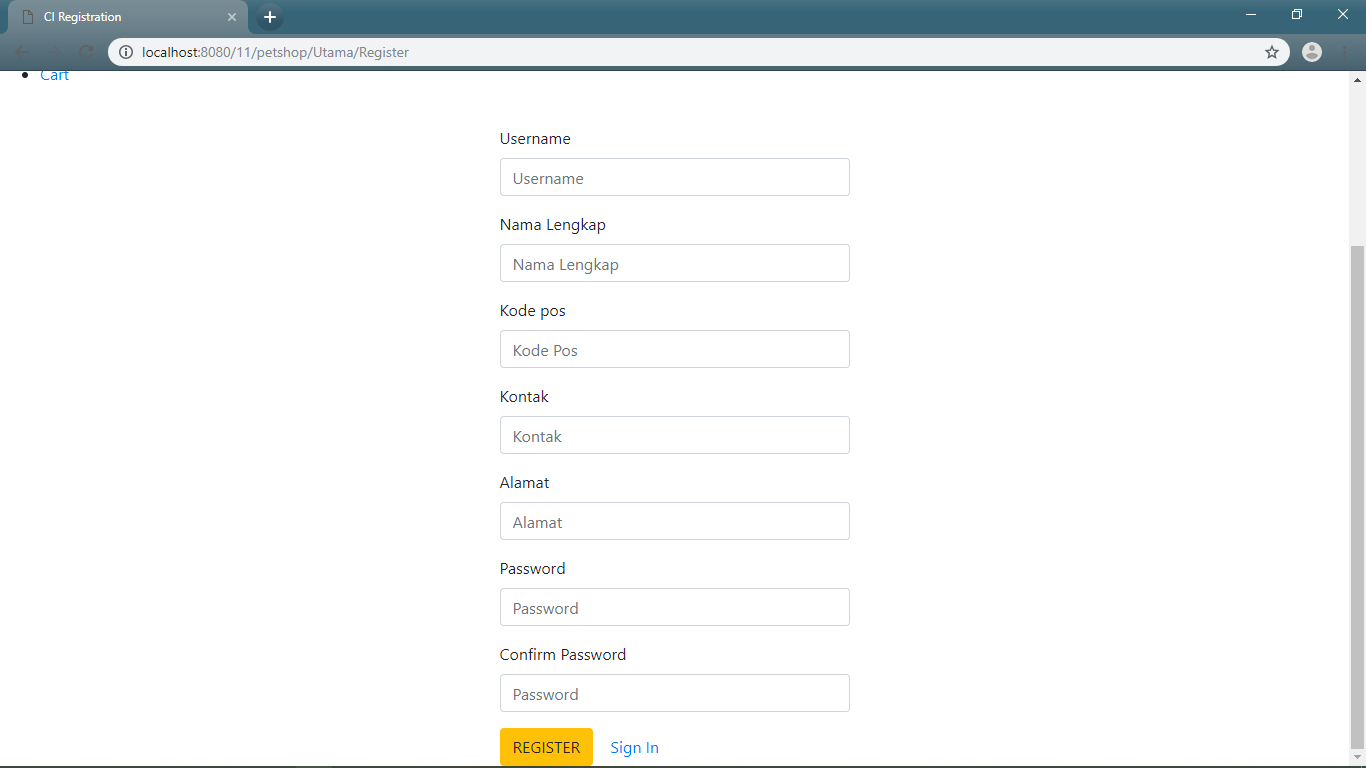 CI Registration
localhost:8080/11/petshop/Utama/Register
Cart
Username
Username
Nama Lengkap
Nama Lengkap
Kode pos
Kode Pos
Kontak
Kontak
Alamat
Alamat
Password
Password
Confirm Password
Password
REGISTER Sign In